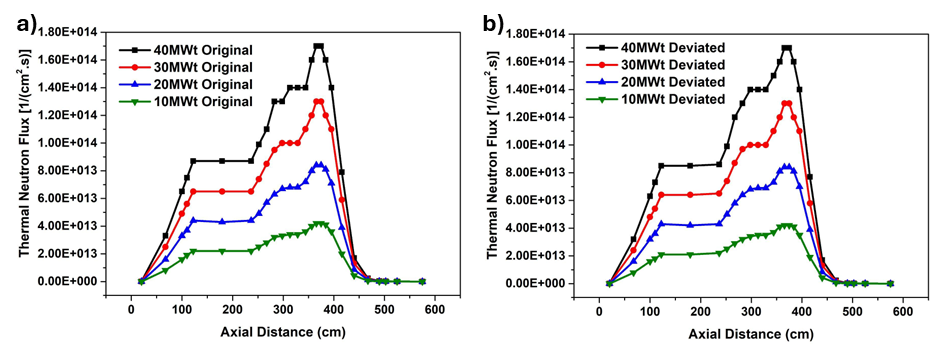 a)
1.80E+014
1.60E+014
1.40E+014
1.20E+014
1.00E+014
8.00E+013
6.00E+013
4.00E+013
2.00E+013
0.00E+000
Thermal Neutron Flux [1/(cm².s)]
40MWt Original
30MWt Original
20MWt Original
10MWt Original
0 100 200 300 400 500 600
Axial Distance (cm)
b)
1.80E+014
1.60E+014
1.40E+014
1.20E+014
1.00E+014
8.00E+013
6.00E+013
4.00E+013
2.00E+013
0.00E+000
Thermal Neutron Flux [1/(cm².s)]
40MWt Deviated
30MWt Deviated
20MWt Deviated
10MWt Deviated
0 100 200 300 400 500 600
Axial Distance (cm)